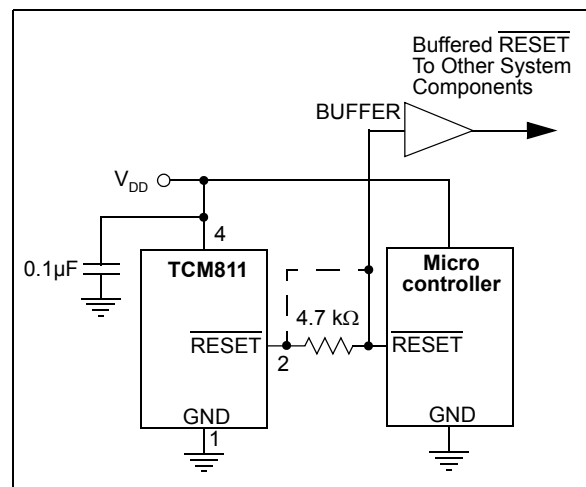 Buffered RESET
To Other System
Components
BUFFER
VDD
4
0.1µF
TCM811
Micro
controller
4.7 kΩ
RESET
2
RESET
GND
1
GND